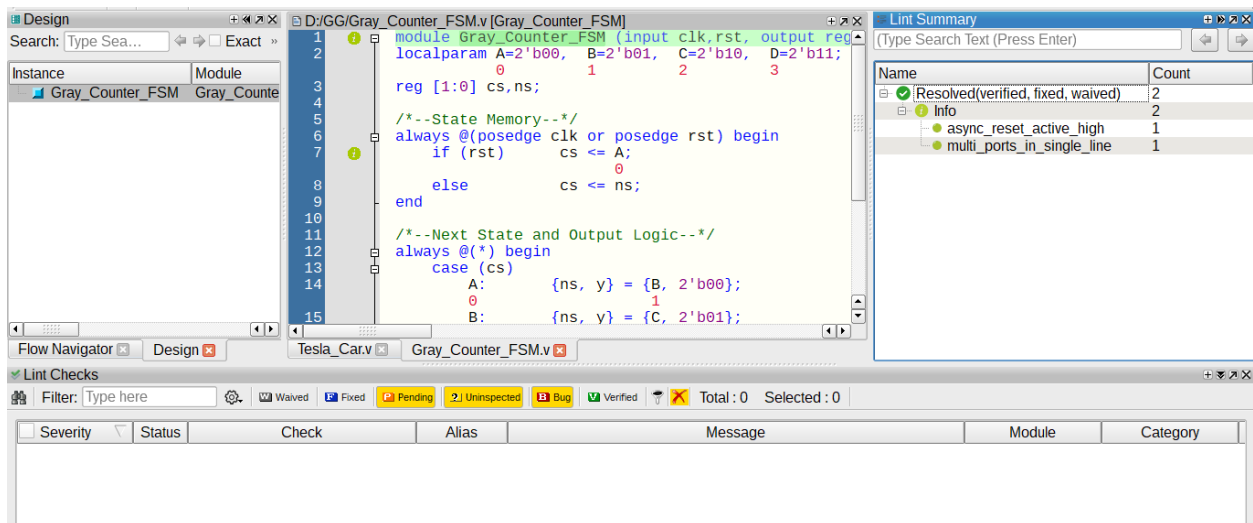 Design
Search: Type Sea... Exact »
Instance Module
Gray_Counter_FSM Gray_Counte
Flow Navigator Design
D:/GG/Gray_Counter_FSM.v [Gray_Counter_FSM]
1 module Gray_Counter_FSM (input clk,rst, output reg
2 localparam A=2'b00, B=2'b01, C=2'b10, D=2'b11;
0 1 2 3
3 reg [1:0] cs,ns;
4
5 /*--State Memory--*/
6 always @(posedge clk or posedge rst) begin
7 if (rst) cs <= A;
0
8 else cs <= ns;
9 end
10
11 /*--Next State and Output Logic--*/
12 always @(*) begin
13 case (cs)
14 A: {ns, y} = {B, 2'b00};
0 1
15 B: {ns, y} = {C, 2'b01};
Tesla_Car.v Gray_Counter_FSM.v
Lint Summary
(Type Search Text (Press Enter)
Name Count
Resolved(verified, fixed, waived) 2
Info 2
async_reset_active_high 1
multi_ports_in_single_line 1
Lint Checks
Filter: Type here W Waived F Fixed P Pending ? Uninspected B Bug V Verified Total : 0 Selected : 0
Severity Status Check Alias Message Module Category